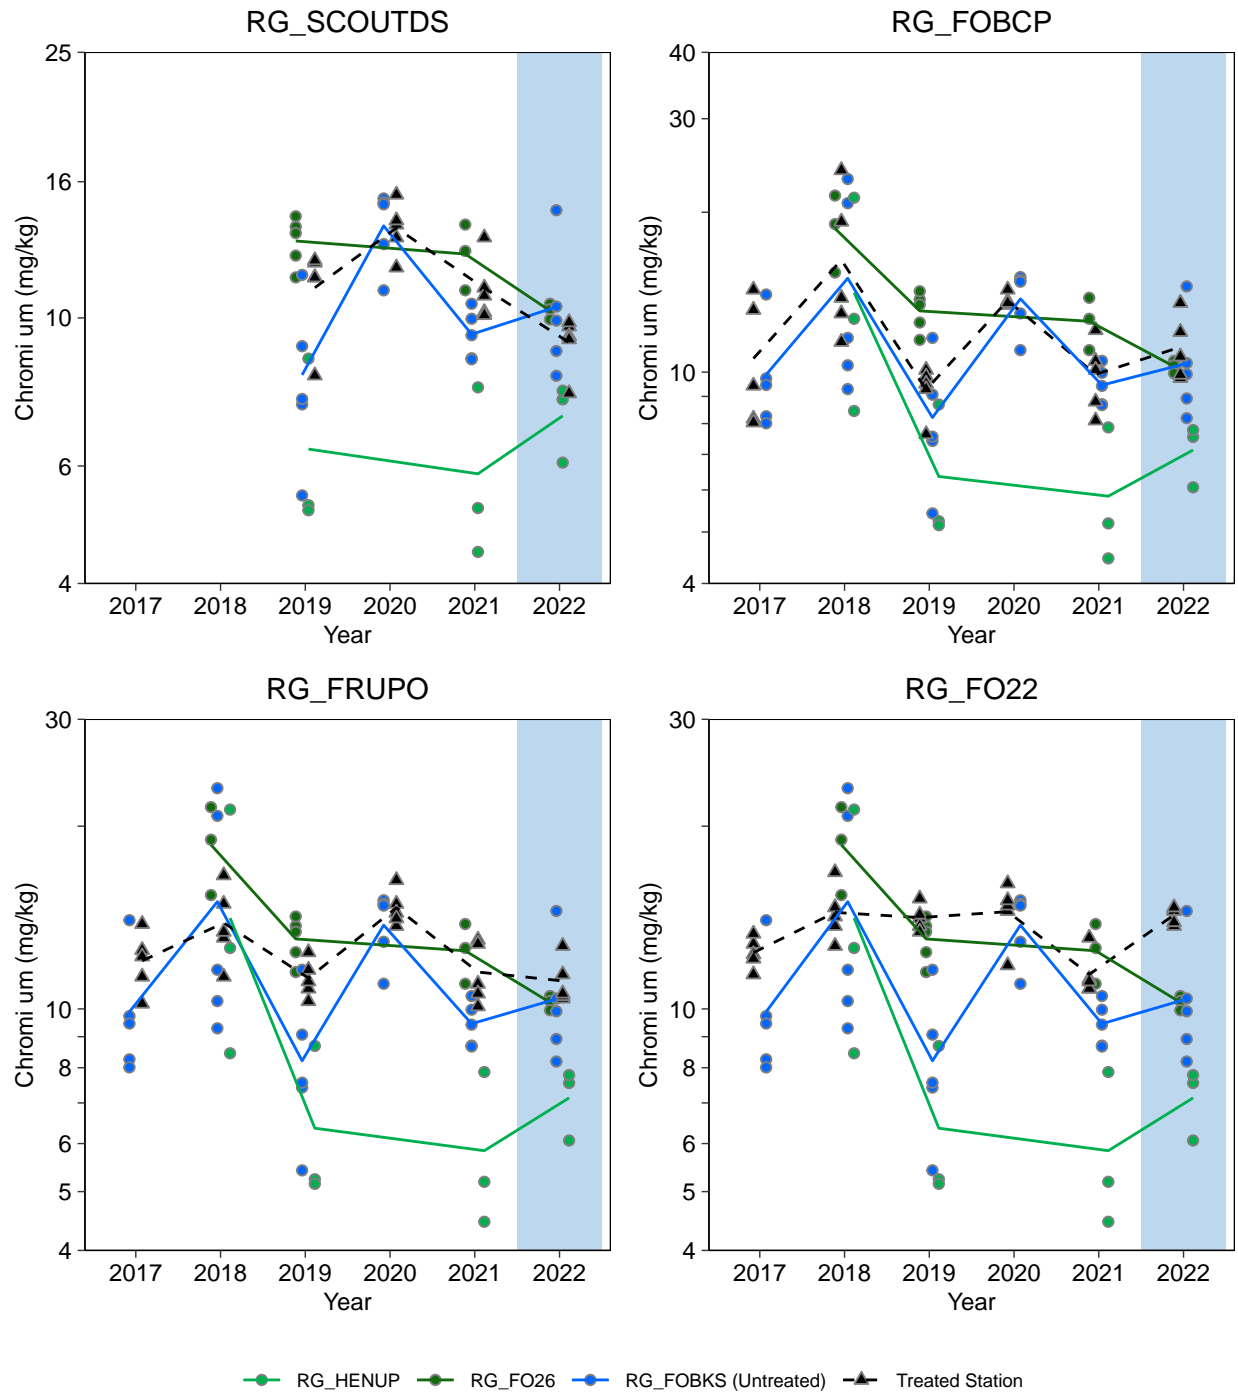 RG_SCOUTDS
RG_FOBCP
25
16
10
6
4
Chromi um (mg/kg)
2017 2018 2019 2020 2021 2022
Year
40
30
10
4
Chromi um (mg/kg)
2017 2018 2019 2020 2021 2022
Year
RG_FRUPO
RG_FO22
30
10
8
6
5
4
Chromi um (mg/kg)
2017 2018 2019 2020 2021 2022
Year
30
10
8
6
5
4
Chromi um (mg/kg)
2017 2018 2019 2020 2021 2022
Year
RG_HENUP RG_FO26 RG_FOBKS (Untreated) Treated Station